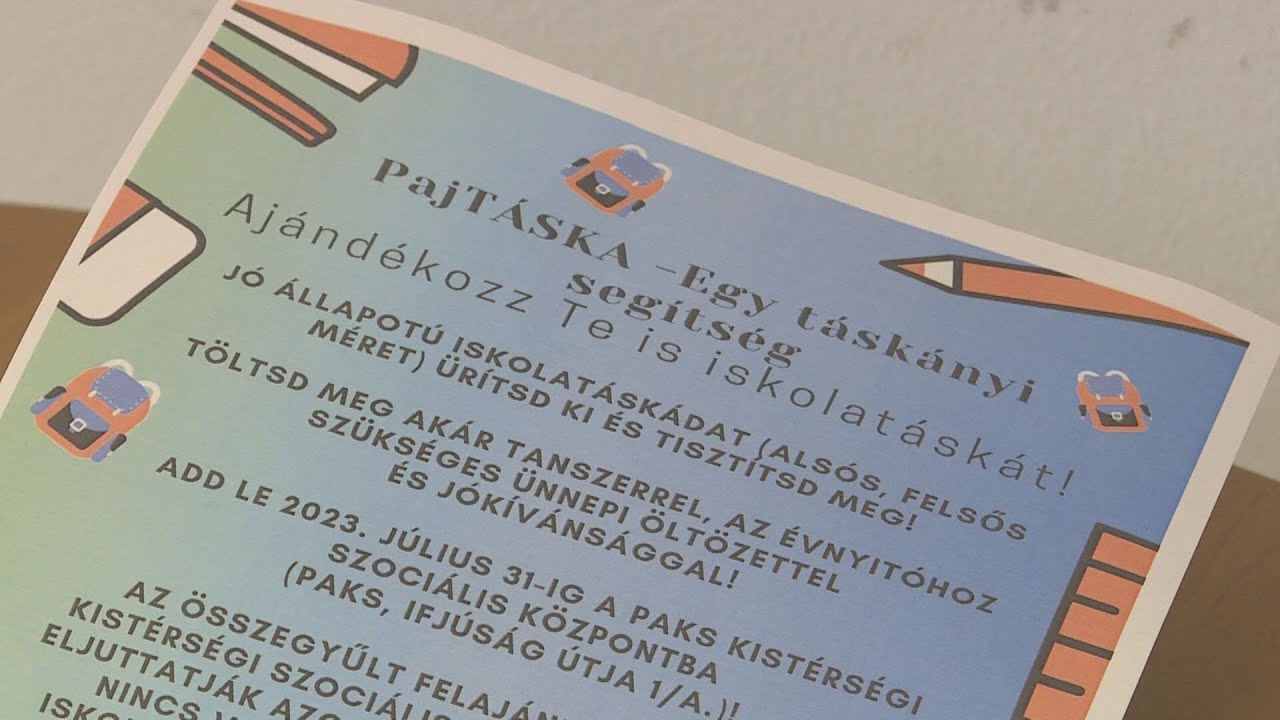 PajTÁSKA -Egy táskányi
segítség
Ajándékozz Te is iskolatáskát!
JÓ ÁLLAPOTÚ ISKOLATÁSKÁDAT (ALSÓS, FELSŐS
MÉRET) ÜRÍTSD KI ÉS TISZTÍTSD MEG!
TÖLTSD MEG AKÁR TANSZERREL, AZ ÉVNYITÓHOZ
SZÜKSÉGES ÜNNEPI ÖLTÖZETTEL
ÉS JÓKÍVÁNSÁGGAL!
ADD LE 2023. JÚLIUS 31-IG A PAKS KISTÉRSÉGI
SZOCIÁLIS KÖZPONTBA
(PAKS, IFJÚSÁG ÚTJA 1/A.)!
AZ ÖSSZEGYŰLT
KISTÉRSÉGI SZOCIÁLIS
ELJUTTATJÁK
NINCS